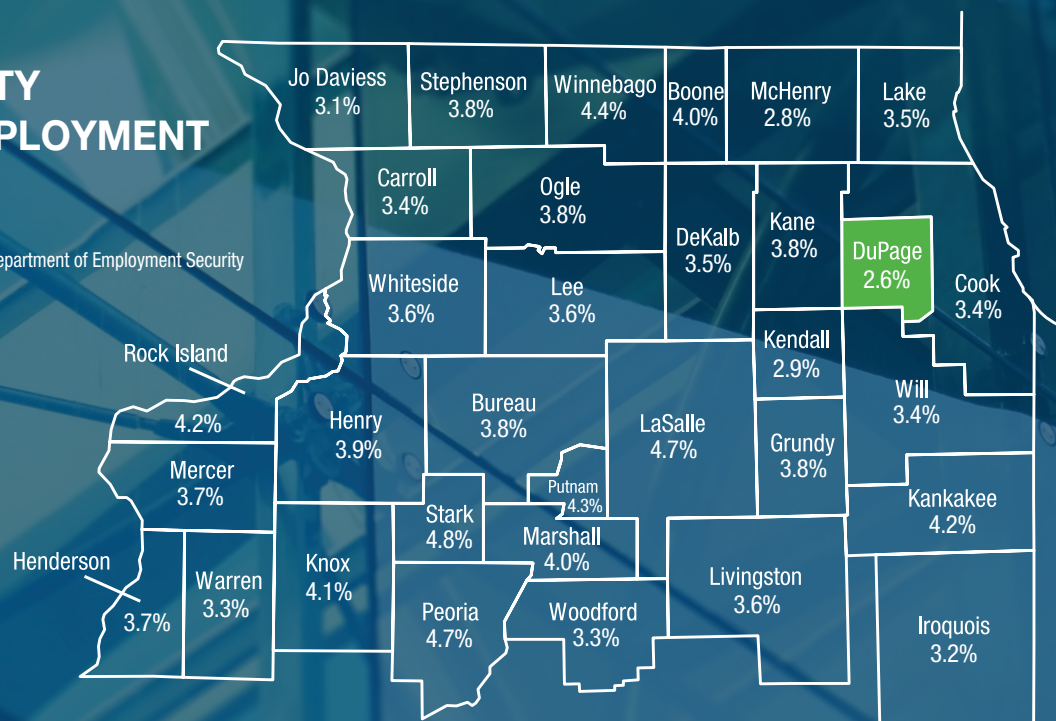 TY
PLOYMENT
epartment of Employment Security
Jo Daviess
3.1%
Stephenson
3.8%
Winnebago
4.4%
Boone
4.0%
McHenry
2.8%
Lake
3.5%
Carroll
3.4%
Ogle
3.8%
DeKalb
3.5%
Kane
3.8%
DuPage
2.6%
Cook
3.4%
Whiteside
3.6%
Lee
3.6%
Kendall
2.9%
Will
3.4%
Rock Island
4.2%
Henry
3.9%
Bureau
3.8%
LaSalle
4.7%
Grundy
3.8%
Mercer
3.7%
Putnam
4.3%
Kankakee
4.2%
Stark
4.8%
Marshall
4.0%
Henderson
3.7%
Warren
3.3%
Knox
4.1%
Peoria
4.7%
Woodford
3.3%
Livingston
3.6%
Iroquois
3.2%